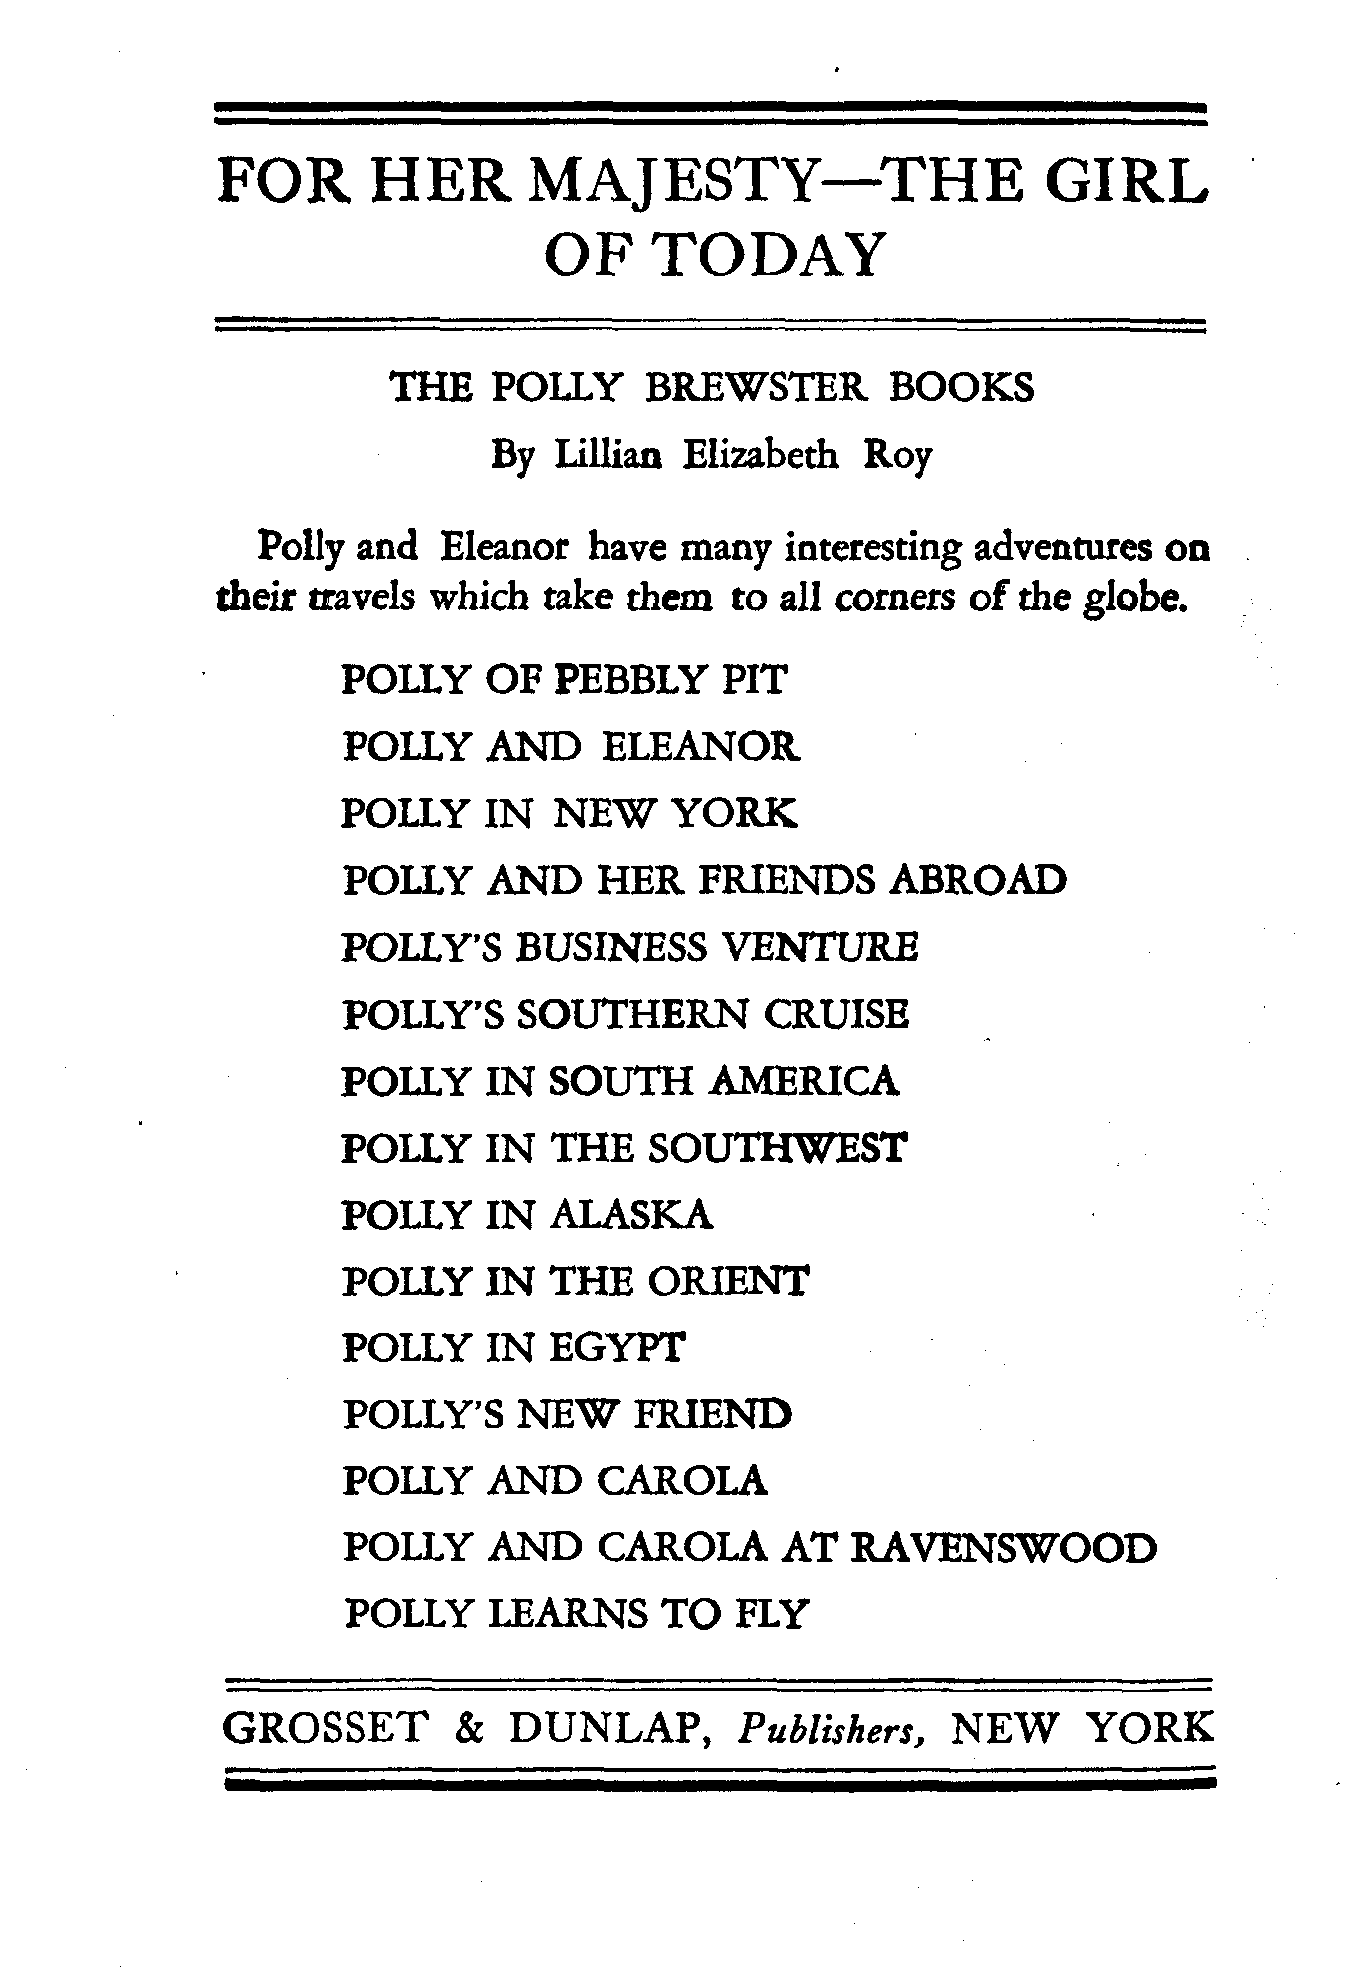 FOR HER MAJESTY—THE GIRL
OF TODAY
THE POLLY BREWSTER BOOKS
By Lillian Elizabeth Roy
Polly and Eleanor have many interesting adventures on
their travels which take them to all corners of the globe.
POLLY OF PEBBLY PIT
POLLY AND ELEANOR
POLLY IN NEW YORK
POLLY AND HER FRIENDS ABROAD
POLLY'S BUSINESS VENTURE
POLLY'S SOUTHERN CRUISE
POLLY IN SOUTH AMERICA
POLLY IN THE SOUTHWEST
POLLY IN ALASKA
POLLY IN THE ORIENT
POLLY IN EGYPT
POLLY'S NEW FRIEND
POLLY AND CAROLA
POLLY AND CAROLA AT RAVENSWOOD
POLLY LEARNS TO FLY
GROSSET & DUNLAP, Publishers, NEW YORK